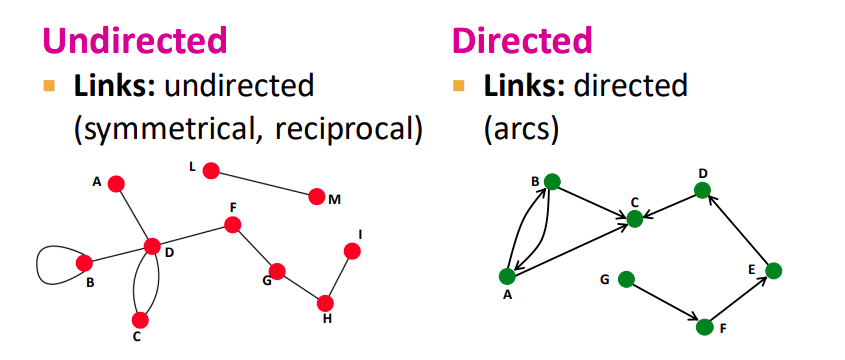 Undirected
▪ Links: undirected
(symmetrical, reciprocal)
A
L
M
F
I
D
B
G
H
C
Directed
▪ Links: directed
(arcs)
B
D
C
A
G
E
F